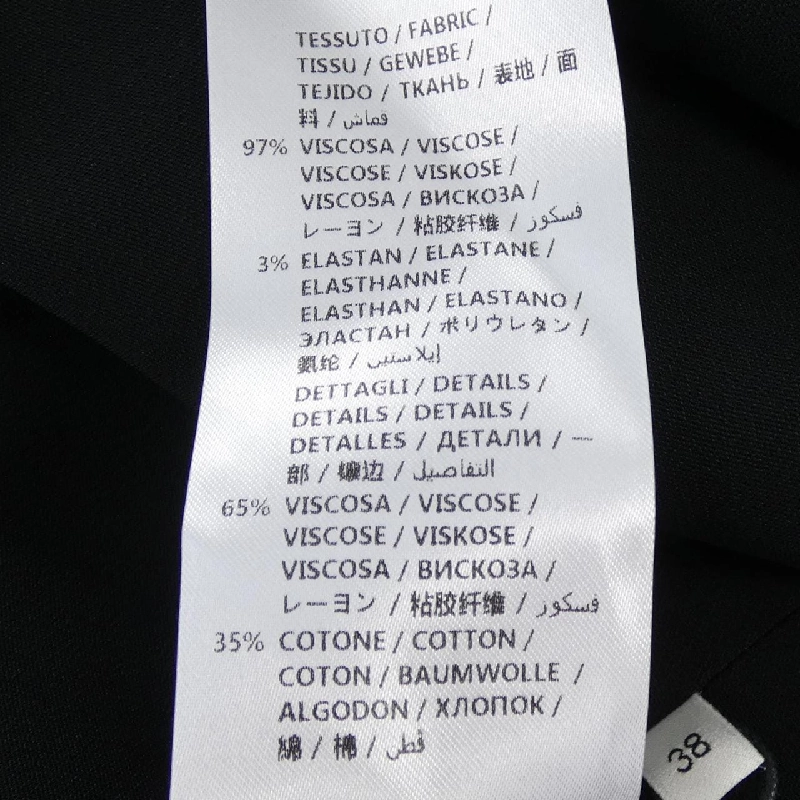 TESSUTO / FABRIC /
TISSU / GEWEBE /
TEJIDO / ТКАНЬ / 表地 / 面
料 / قماش
97% VISCOSA / VISCOSE /
VISCOSE / VISKOSE /
VISCOSA / ВИСКОЗА /
レーヨン / 粘胶纤维 / فسكوز
3% ELASTAN / ELASTANE /
ELASTHANNE /
ELASTHAN / ELASTANO /
ЭЛАСТАН / ポリウレタン /
氨纶 / إيلاستين
DETTAGLI / DETAILS /
DETAILS / DETAILS /
DETALLES / ДЕТАЛИ / 一
部 / 镶边 / التفاصيل
65% VISCOSA / VISCOSE /
VISCOSE / VISKOSE /
VISCOSA / ВИСКОЗА /
レーヨン / 粘胶纤维 / فسكوز
35% COTONE / COTTON /
COTON / BAUMWOLLE /
ALGODON / ХЛОПОК /
綿 / 棉 / قطن
38